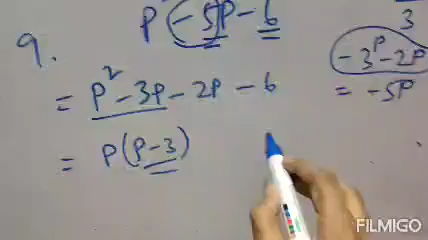 P² - 5P - 6
9.
= P² - 3P - 2P - 6
= P(P - 3)
3
-3P - 2P
= -5P
FILMIGO